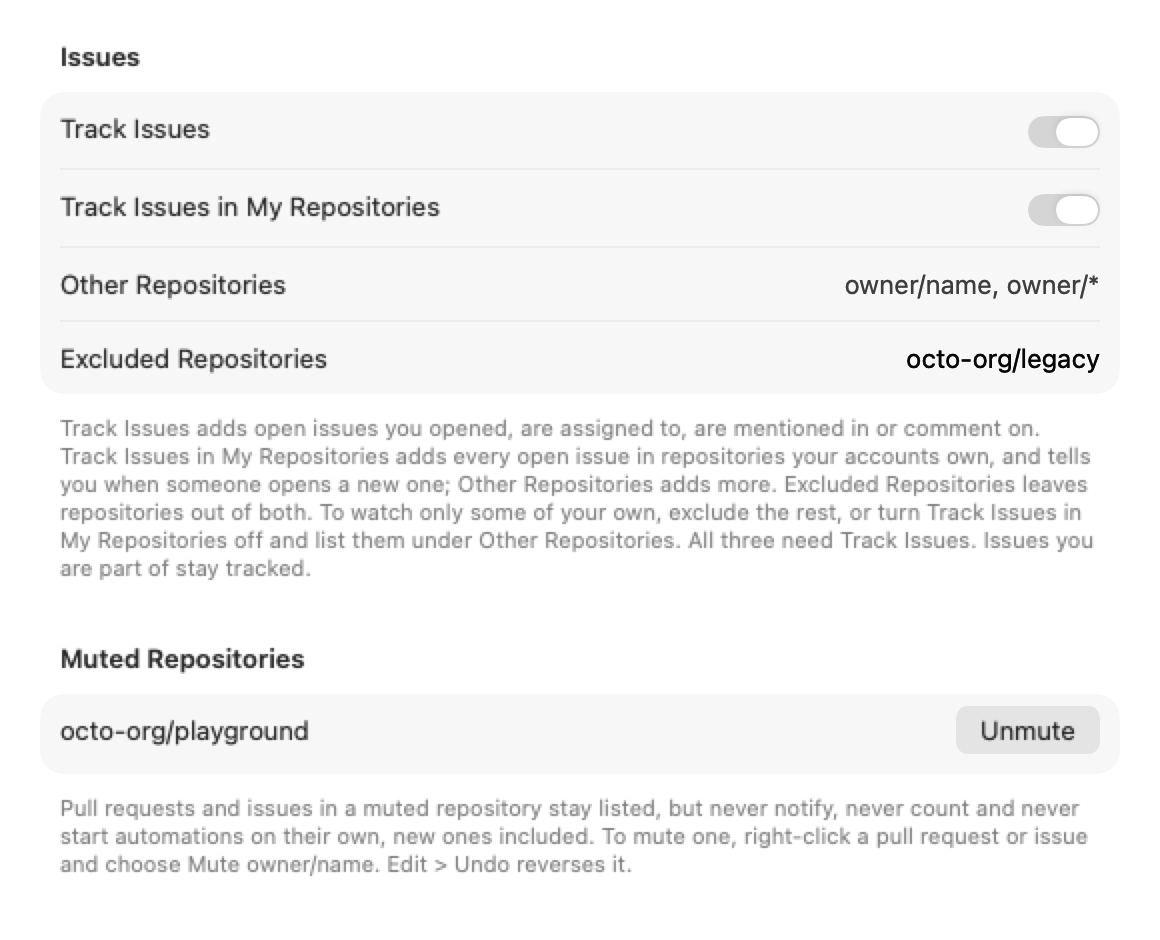 Issues
Track Issues
Track Issues in My Repositories
Other Repositories
owner/name, owner/*
Excluded Repositories
octo-org/legacy
Track Issues adds open issues you opened, are assigned to, are mentioned in or comment on.
Track Issues in My Repositories adds every open issue in repositories your accounts own, and tells
you when someone opens a new one; Other Repositories adds more. Excluded Repositories leaves
repositories out of both. To watch only some of your own, exclude the rest, or turn Track Issues in
My Repositories off and list them under Other Repositories. All three need Track Issues. Issues you
are part of stay tracked.
Muted Repositories
octo-org/playground
Unmute
Pull requests and issues in a muted repository stay listed, but never notify, never count and never
start automations on their own, new ones included. To mute one, right-click a pull request or issue
and choose Mute owner/name. Edit > Undo reverses it.